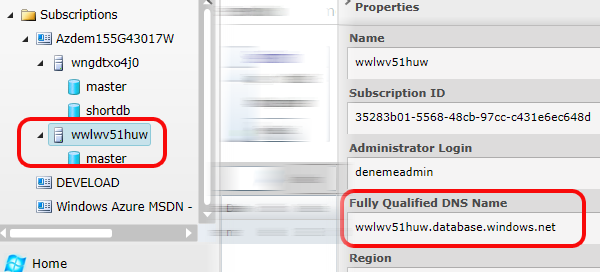 Subscriptions
Azdem155G43017W
wngdtxo4j0
master
shortdb
wwlwv51huw
master
DEVELOAD
Windows Azure MSDN -
Home
Properties
Name
wwlwv51huw
Subscription ID
35283b01-5568-48cb-97cc-c431e6ec648d
Administrator Login
denemeadmin
Fully Qualified DNS Name
wwlwv51huw.database.windows.net
Region